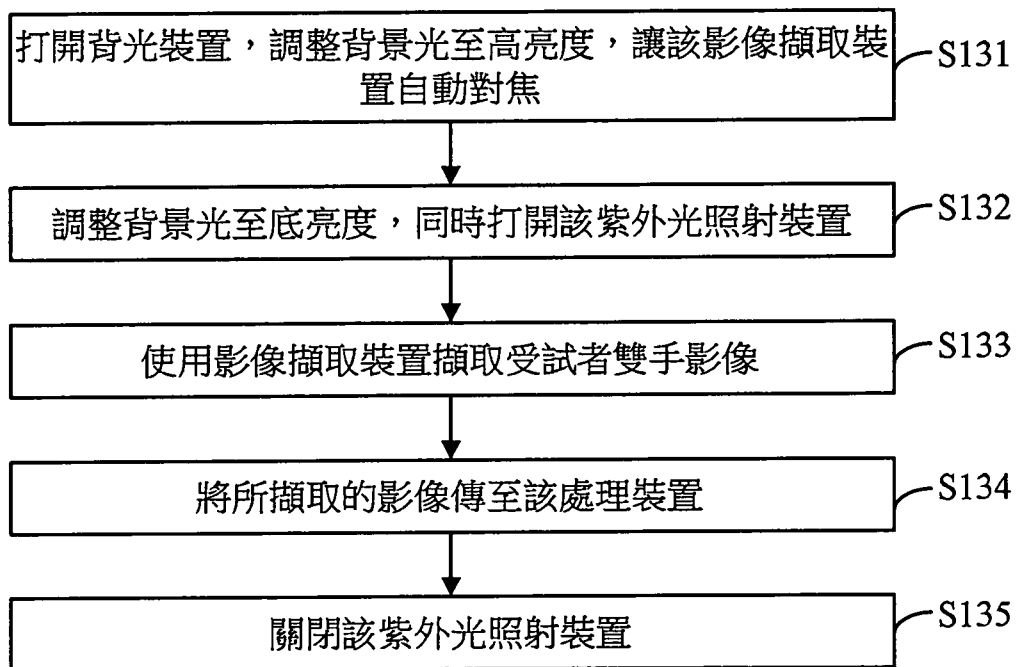 打開背光裝置，調整背景光至高亮度，讓該影像擷取裝
置自動對焦
S131
調整背景光至底亮度，同時打開該紫外光照射裝置
S132
使用影像擷取裝置擷取受試者雙手影像
S133
將所擷取的影像傳至該處理裝置
S134
關閉該紫外光照射裝置
S135